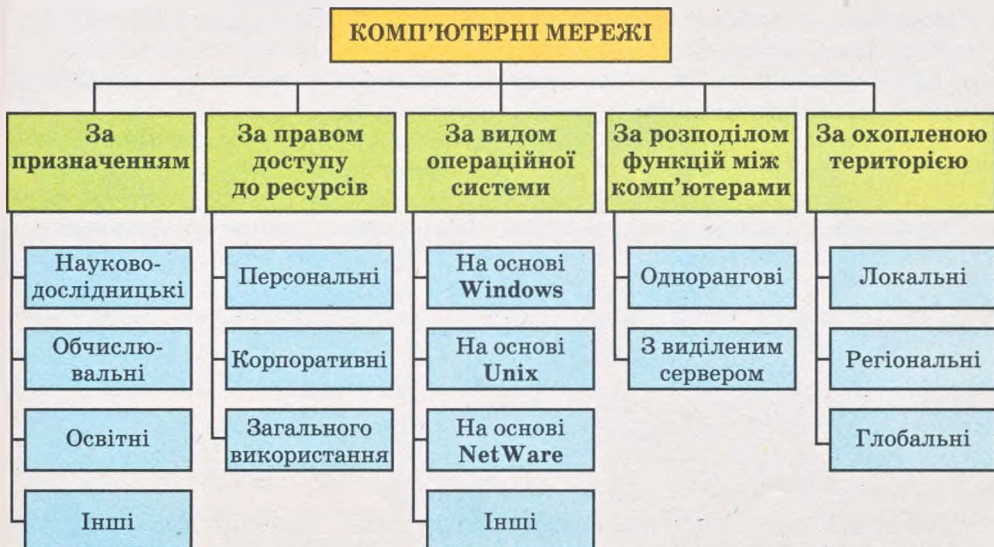 КОМП’ЮТЕРНІ МЕРЕЖІ
За
призначенням
Науково-
дослідницькі
Обчислю-
вальні
Освітні
Інші
За правом
доступу
до ресурсів
Персональні
Корпоративні
Загального
використання
За видом
операційної
системи
На основі
Windows
На основі
Unix
На основі
NetWare
Інші
За розподілом
функцій між
комп’ютерами
Однорангові
З виділеним
сервером
За охопленою
територією
Локальні
Регіональні
Глобальні